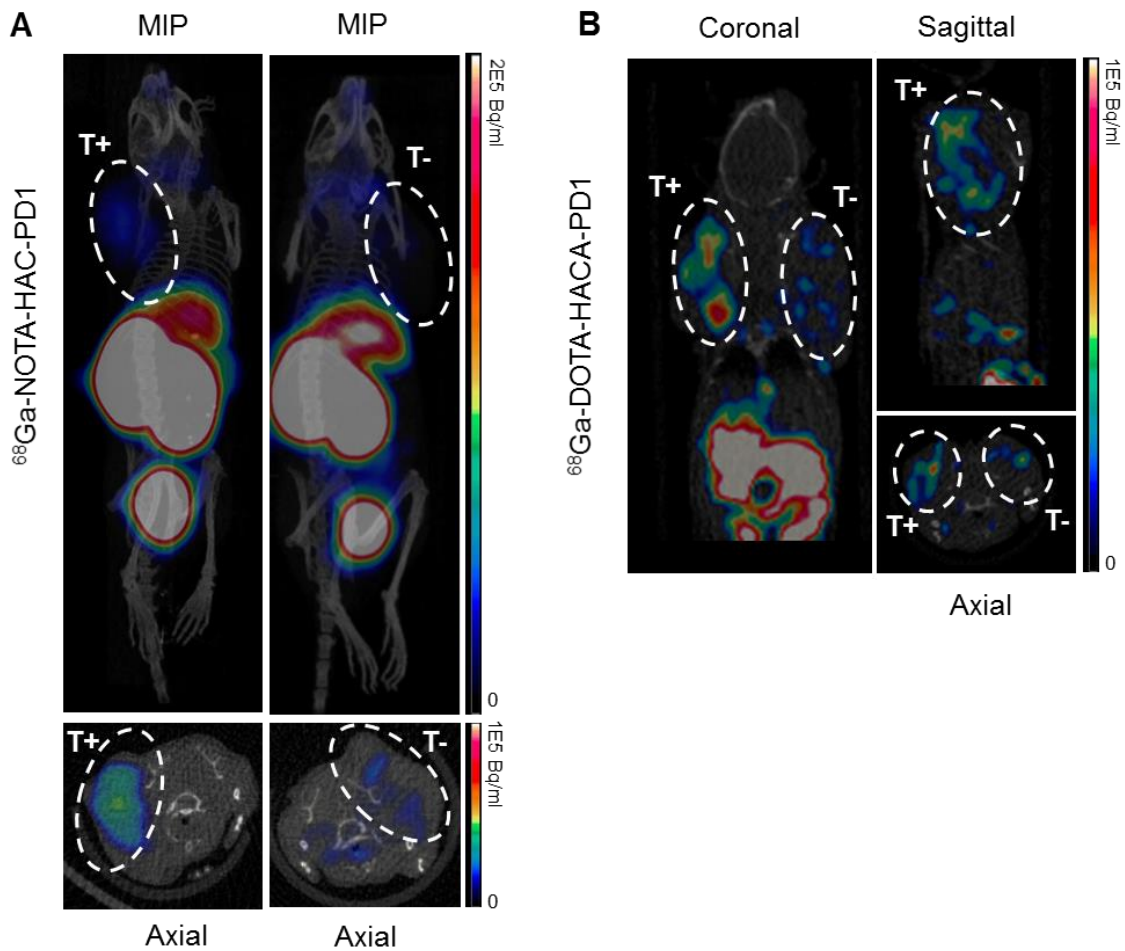 A
MIP
MIP
B
Coronal
Sagittal
⁶⁸Ga-NOTA-HAC-PD1
T+
T-
2E5 Bq/ml
0
T+
T-
1E5 Bq/ml
0
Axial
Axial
⁶⁸Ga-DOTA-HACA-PD1
T+
T-
T+
T+
T-
1E5 Bq/ml
0
Axial